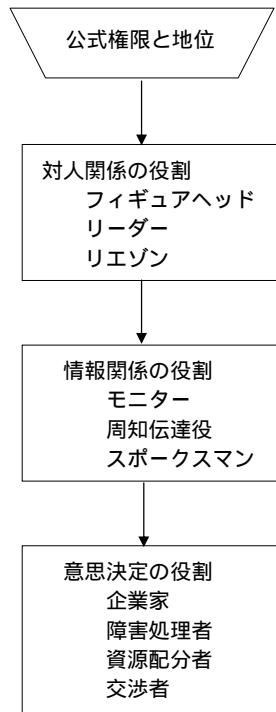 公式権限と地位
対人関係の役割
フィギュアヘッド
リーダー
リエゾン
情報関係の役割
モニター
周知伝達役
スポークスマン
意思決定の役割
企業家
障害処理者
資源配分者
交渉者